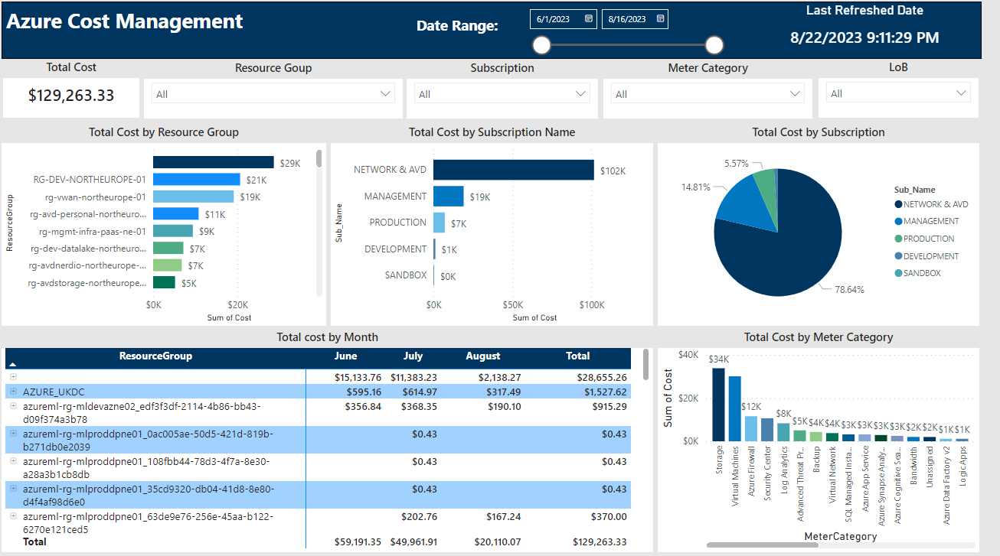 Azure Cost Management
Date Range:
6/1/2023
8/16/2023
Last Refreshed Date
8/22/2023 9:11:29 PM
Total Cost
$129,263.33
Resource Goup
All
Subscription
All
Meter Category
All
LoB
All
Total Cost by Resource Group
ResourceGroup
$29K
RG-DEV-NORTHEUROPE-01 $21K
rg-vwan-northeurope-01 $19K
rg-avd-personal-northeuro... $11K
rg-mgmt-infra-paas-ne-01 $9K
rg-dev-datalake-northeuro... $7K
rg-avdnerdio-northeurope-... $7K
rg-avdstorage-northeurope... $5K
$0K $20K
Sum of Cost
Total Cost by Subscription Name
Sub_Name
NETWORK & AVD $102K
MANAGEMENT $19K
PRODUCTION $7K
DEVELOPMENT $1K
SANDBOX $0K
$0K $50K $100K
Sum of Cost
Total Cost by Subscription
5.57%
14.81%
78.64%
Sub_Name
NETWORK & AVD
MANAGEMENT
PRODUCTION
DEVELOPMENT
SANDBOX
Total cost by Month
ResourceGroup June July August Total
$15,133.76 $11,383.23 $2,138.27 $28,655.26
AZURE_UKDC $595.16 $614.97 $317.49 $1,527.62
azureml-rg-mldevazne02_edf3f3df-2114-4b86-bb43- $356.84 $368.35 $190.10 $915.29
d09f374a3b78
azureml-rg-mlproddpne01_0ac005ae-50d5-421d-819b- $0.43 $0.43
b271db0e2039
azureml-rg-mlproddpne01_108fbb44-78d3-4f7a-8e30- $0.43 $0.43
a28a3b1cb8db
azureml-rg-mlproddpne01_35cd9320-db04-41d8-8e80- $0.43 $0.43
d4f4af98d6e0
azureml-rg-mlproddpne01_63de9e76-256e-45aa-b122- $202.76 $167.24 $370.00
6270e121ced5
Total $59,191.35 $49,961.91 $20,110.07 $129,263.33
Total Cost by Meter Category
Sum of Cost
$40K
$20K
$0K
$34K
$12K
$8K
$5K
$4K
$4K
$3K
$3K
$3K
$3K
$2K
$2K
$1K
$1K
Storage
Virtual Machines
Azure Firewall
Security Center
Log Analytics
Advanced Threat Pr...
Backup
Virtual Network
SQL Managed Insta...
Azure App Service
Azure Synapse Analy...
Azure Cognitive Sea...
Bandwidth
Unassigned
Azure Data Factory v2
Logic Apps
MeterCategory